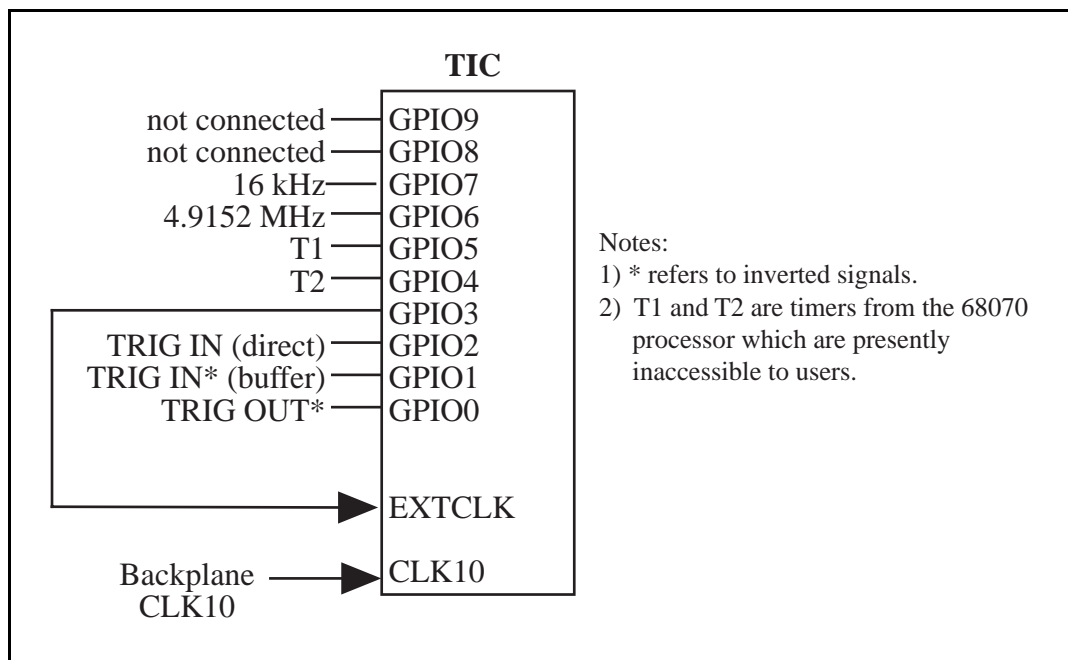 TIC
not connected GPIO9
not connected GPIO8
16 kHz GPIO7
4.9152 MHz GPIO6
T1 GPIO5
T2 GPIO4
GPIO3
TRIG IN (direct) GPIO2
TRIG IN* (buffer) GPIO1
TRIG OUT* GPIO0
EXTCLK
Backplane
CLK10
CLK10
Notes:
1) * refers to inverted signals.
2) T1 and T2 are timers from the 68070
processor which are presently
inaccessible to users.